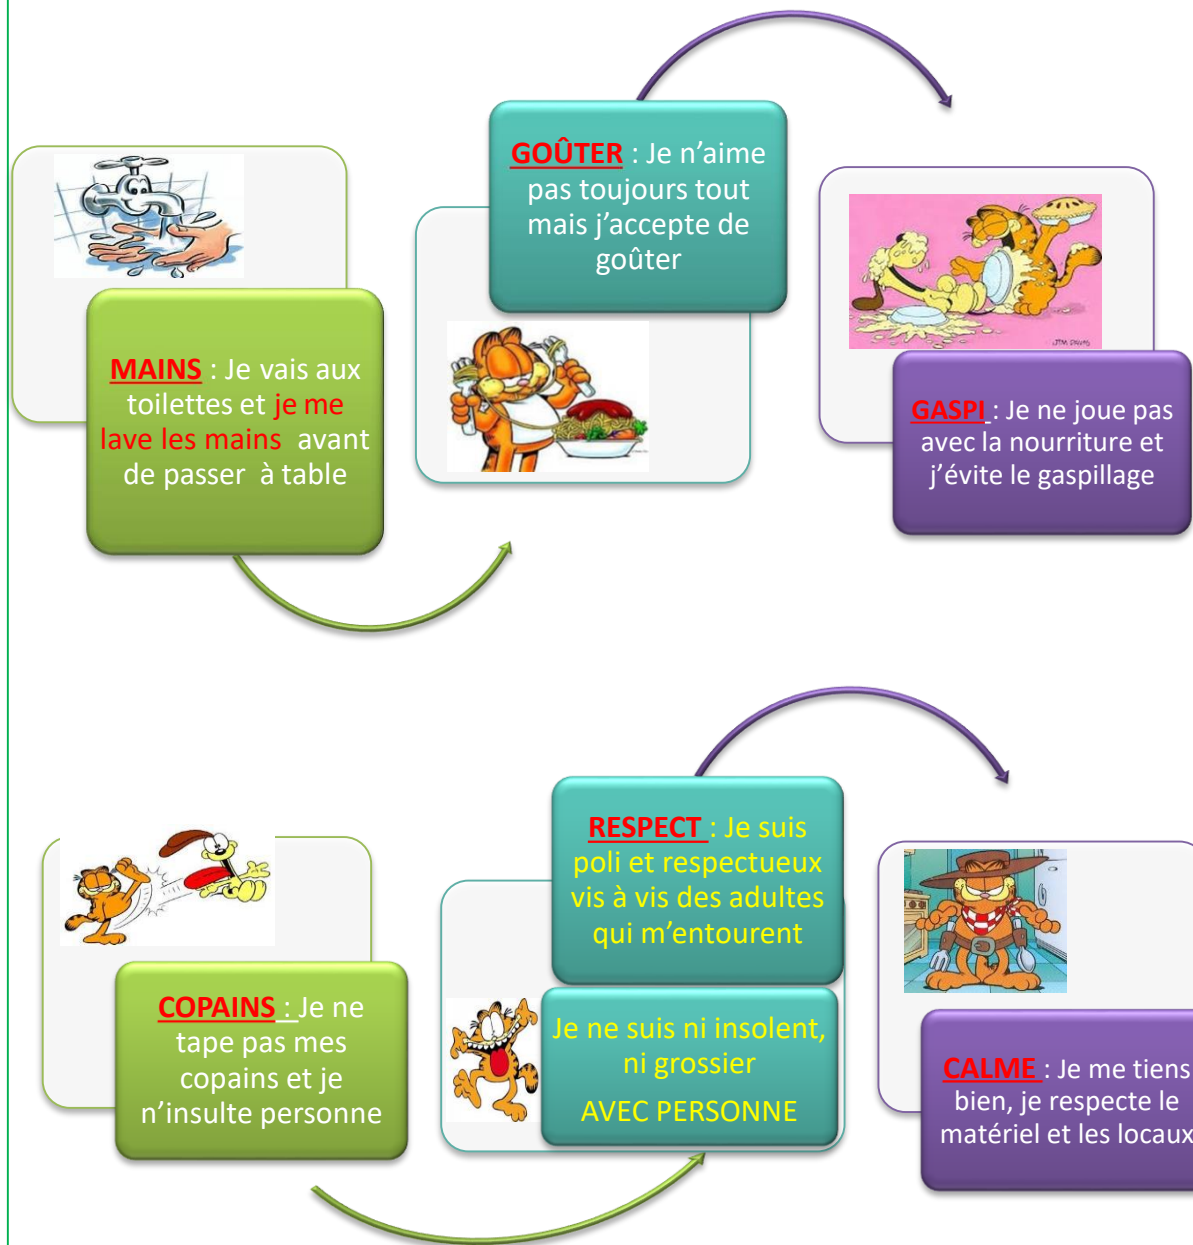 MAINS : Je vais aux
toilettes et je me
lave les mains avant
de passer à table
GOÛTER : Je n’aime
pas toujours tout
mais j’accepte de
goûter
JIM DAVIS
GASPI : Je ne joue pas
avec la nourriture et
j’évite le gaspillage
COPAINS : Je ne
tape pas mes
copains et je
n’insulte personne
RESPECT : Je suis
poli et respectueux
vis à vis des adultes
qui m’entourent
Je ne suis ni insolent,
ni grossier
AVEC PERSONNE
CALME : Je me tiens
bien, je respecte le
matériel et les locaux